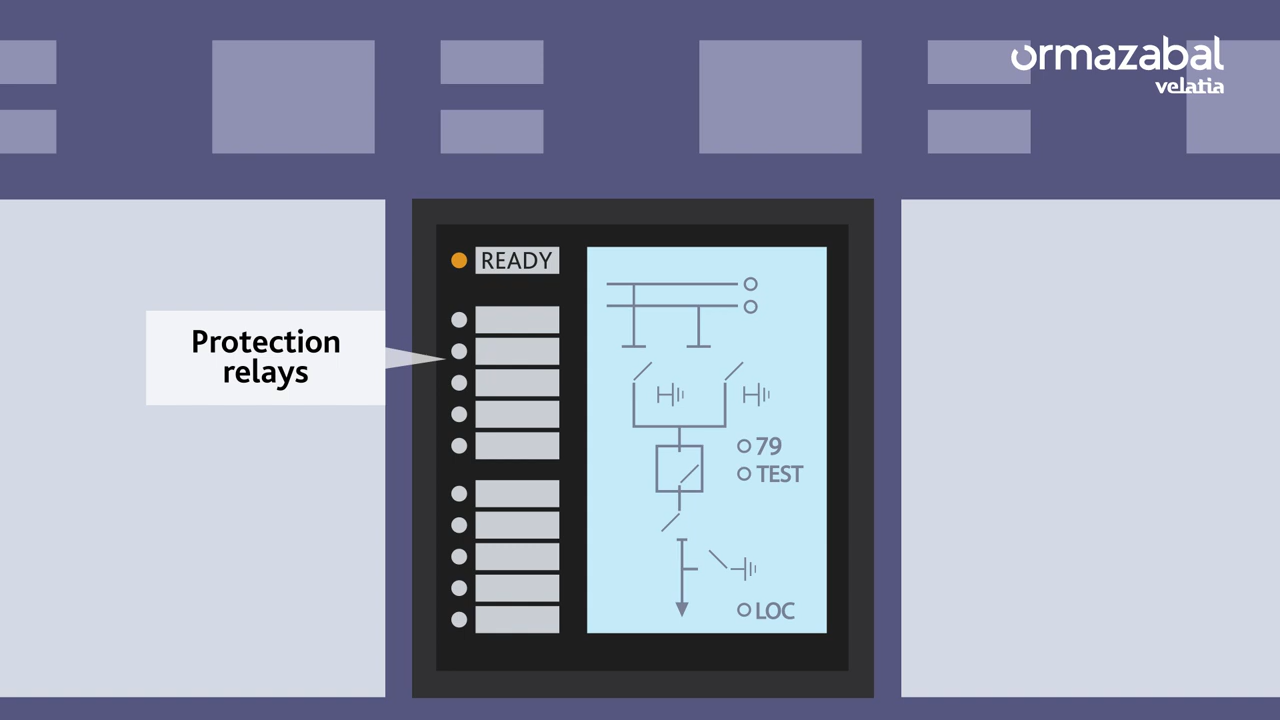 ormazabal
velatia
READY
Protection
relays
79
TEST
LOC